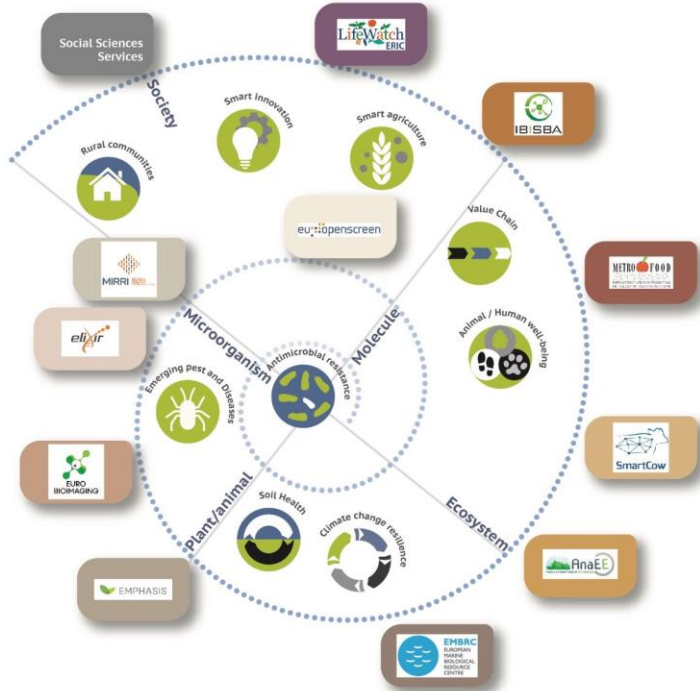 Social Sciences
Services
LifeWatch
ERIC
Society
Smart innovation
Smart agriculture
IBISBA
Rural communities
eu openscreen
Value Chain
MIRRI
METROFOOD
elixir
Microorganism
Molecule
Animal / Human well-being
Antimicrobial resistance
Emerging pest and Diseases
SmartCow
EURO
BIOIMAGING
Plant/animal
Soil Health
Climate change resilience
Ecosystem
AnaEE
EMPHASIS
EMBRC
EUROPEAN
MARINE
BIOLOGICAL
RESOURCE
CENTRE